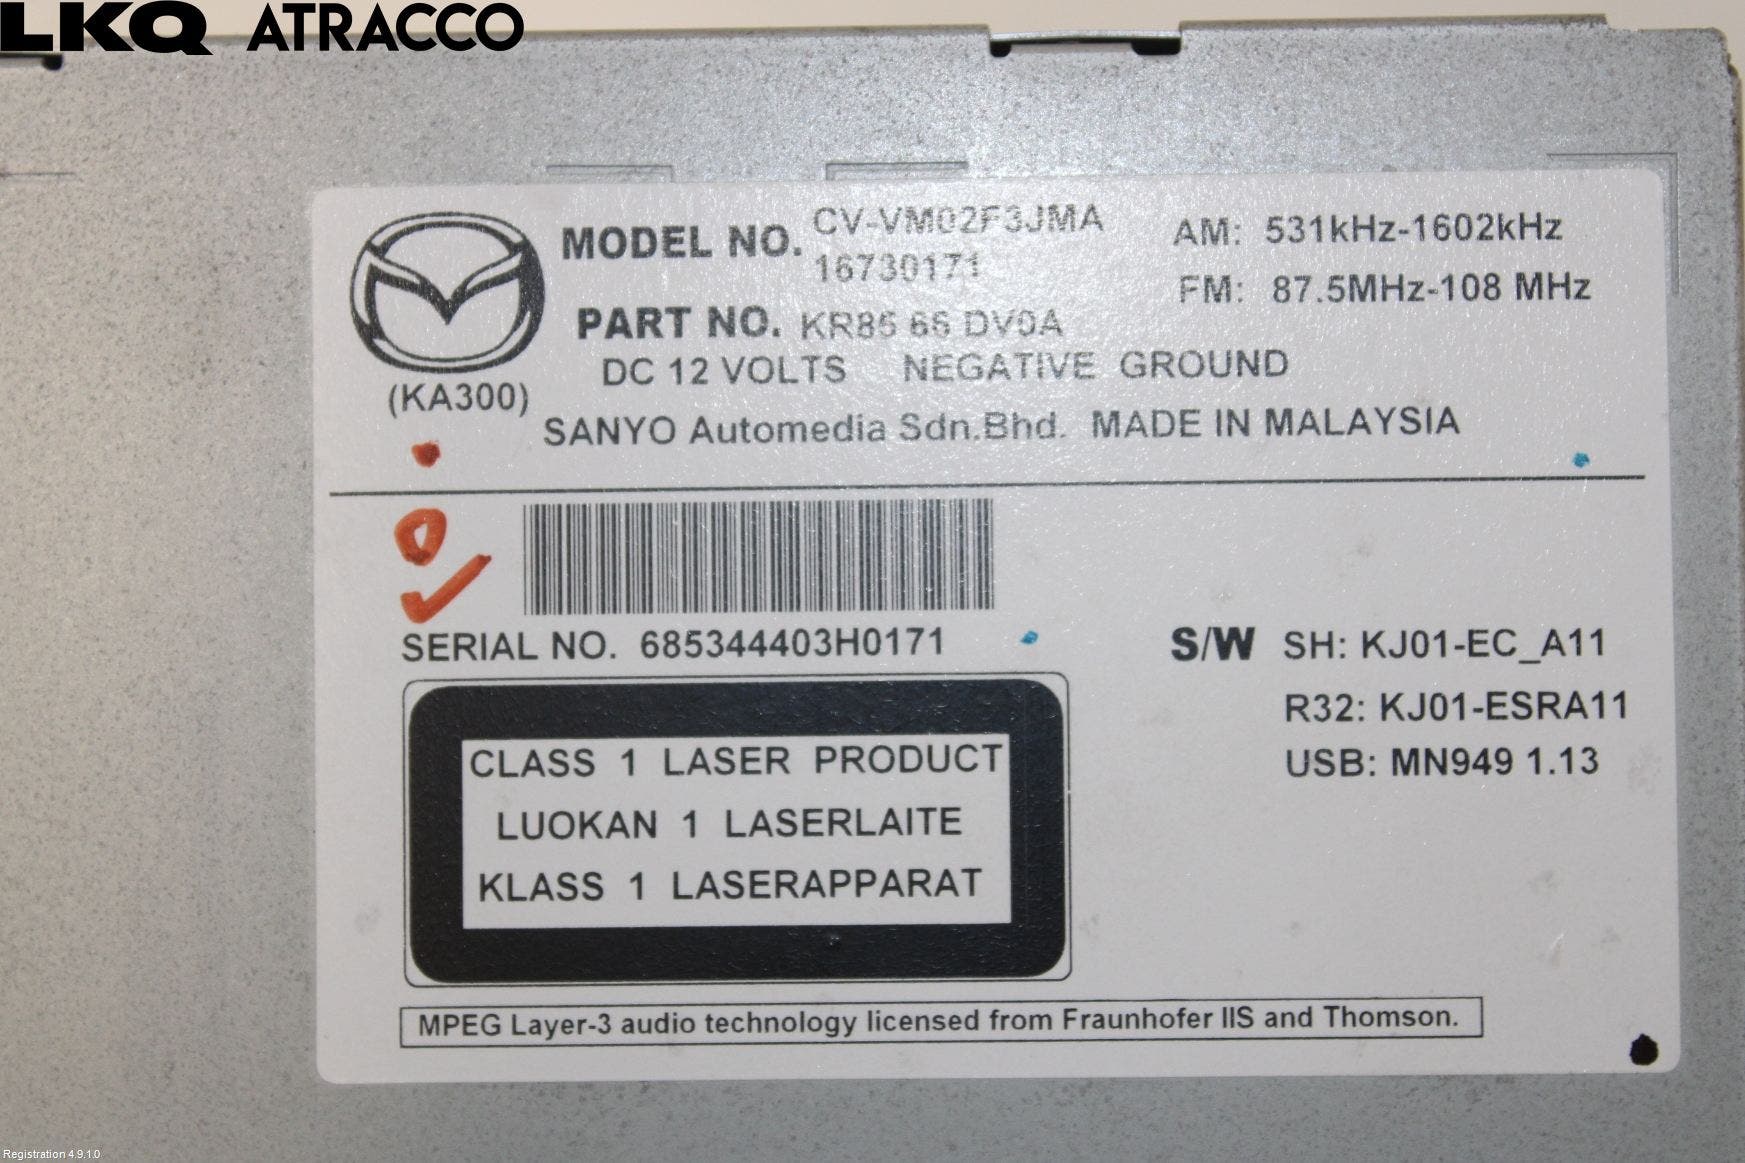 LKQ ATRACCO
MODEL NO. CV-VM02F3JMA
16730171
AM: 531kHz-1602kHz
FM: 87.5MHz-108 MHz
PART NO. KR85 66 DV0A
DC 12 VOLTS NEGATIVE GROUND
(KA300)
SANYO Automedia Sdn.Bhd. MADE IN MALAYSIA
SERIAL NO. 685344403H0171
S/W SH: KJ01-EC_A11
R32: KJ01-ESRA11
USB: MN949 1.13
CLASS 1 LASER PRODUCT
LUOKAN 1 LASERLAITE
KLASS 1 LASERAPPARAT
MPEG Layer-3 audio technology licensed from Fraunhofer IIS and Thomson.
Registration 4.9.1.0